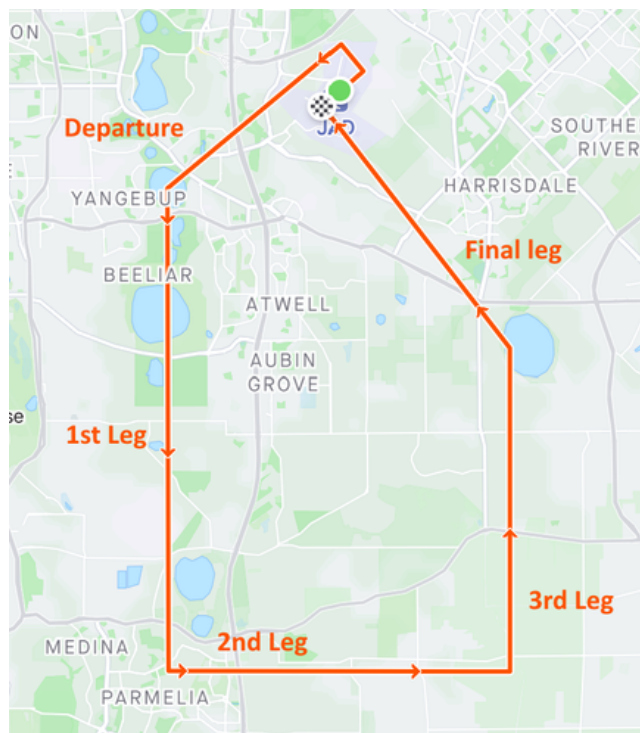 ON
Departure
JAD
SOUTHE
RIVER
E
YANGEBUP
HARRISDALE
Final leg
BEELIAR
ATWELL
AUBIN
GROVE
se
1st Leg
3rd Leg
2nd Leg
MEDINA
PARMELIA